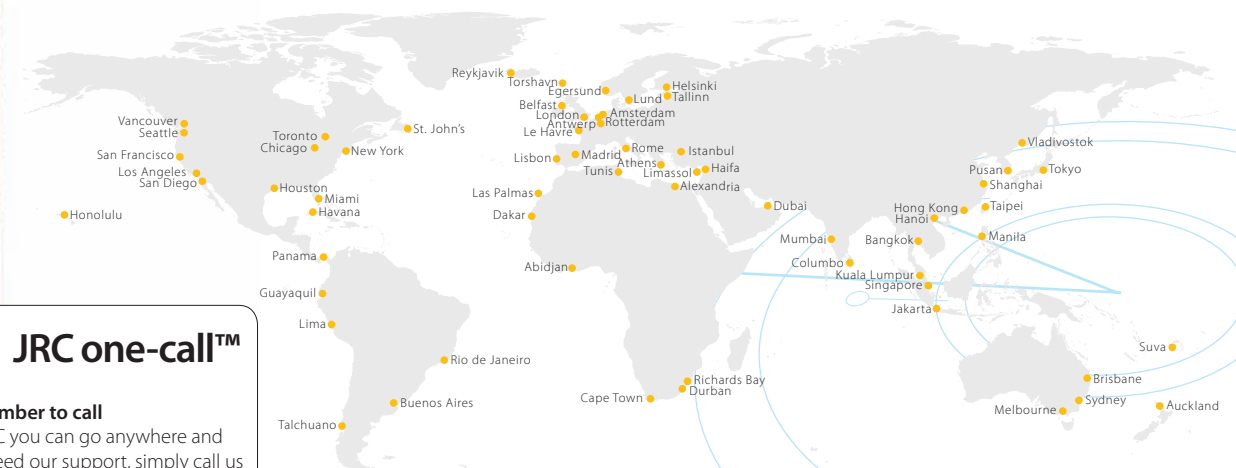 Reykjavik
Torshavn
Egersund
Helsinki
Tallinn
Lund
Belfast
London
Amsterdam
Antwerp
Rotterdam
Le Havre
Vancouver
Seattle
Toronto
Chicago
New York
St. John's
San Francisco
Los Angeles
San Diego
Lisbon
Madrid
Rome
Istanbul
Athens
Tunis
Limassol
Haifa
Alexandria
Vladivostok
Pusan
Tokyo
Shanghai
Houston
Miami
Havana
Honolulu
Las Palmas
Dakar
Dubai
Hong Kong
Taipei
Hanoi
Mumbai
Bangkok
Manila
Panama
Abidjan
Columbo
Kuala Lumpur
Singapore
Guayaquil
Jakarta
Lima
Suva
Rio de Janeiro
Richards Bay
Durban
Brisbane
Cape Town
Buenos Aires
Sydney
Melbourne
Auckland
Talchuano
JRC one-call™
mber to call
C you can go anywhere and
eed our support, simply call us